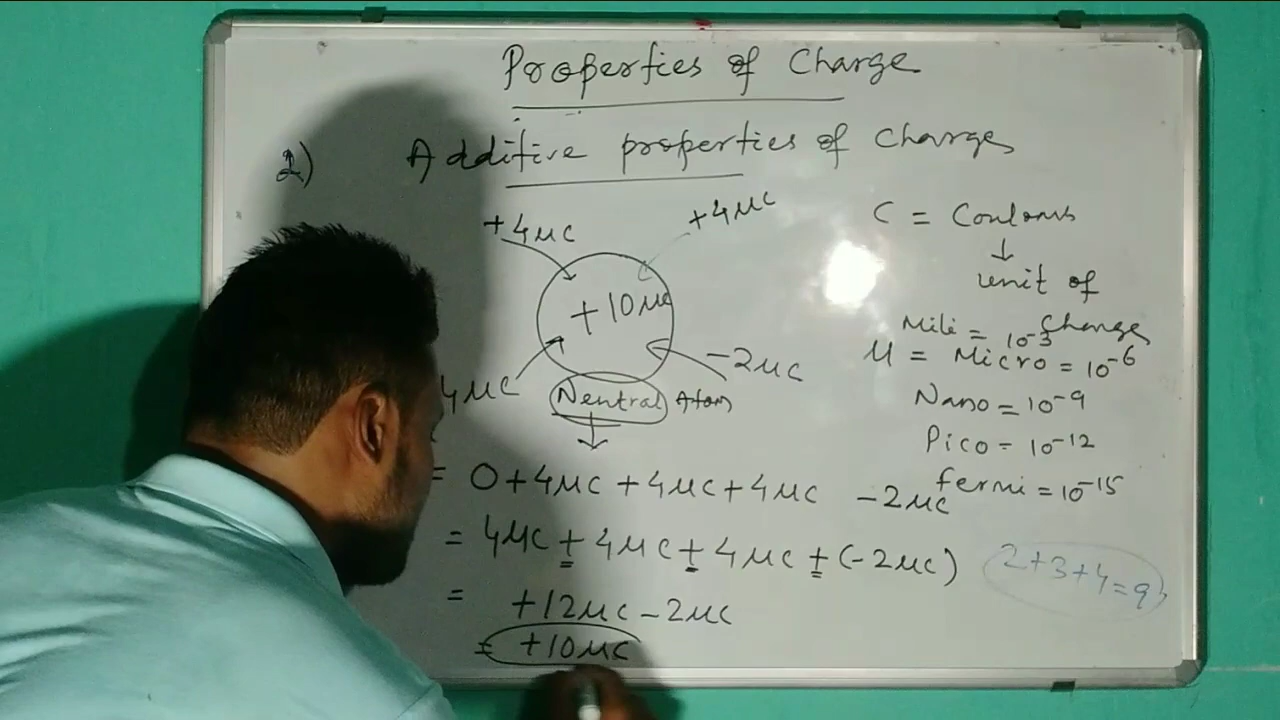 Properties of Charge
2) Additive properties of Charge
+4μC
+4μC
+10μC
4μC
-2μC
Neutral Atom
= 0+4μC +4μC+4μC -2μC
= 4μC + 4μC + 4μC + (-2μC)
= +12μC -2μC
= +10μC
C = Coulomb
↓
unit of
Charge
Mili = 10-3
μ = Micro = 10-6
Nano = 10-9
Pico = 10-12
fermi = 10-15
2+3+4=9